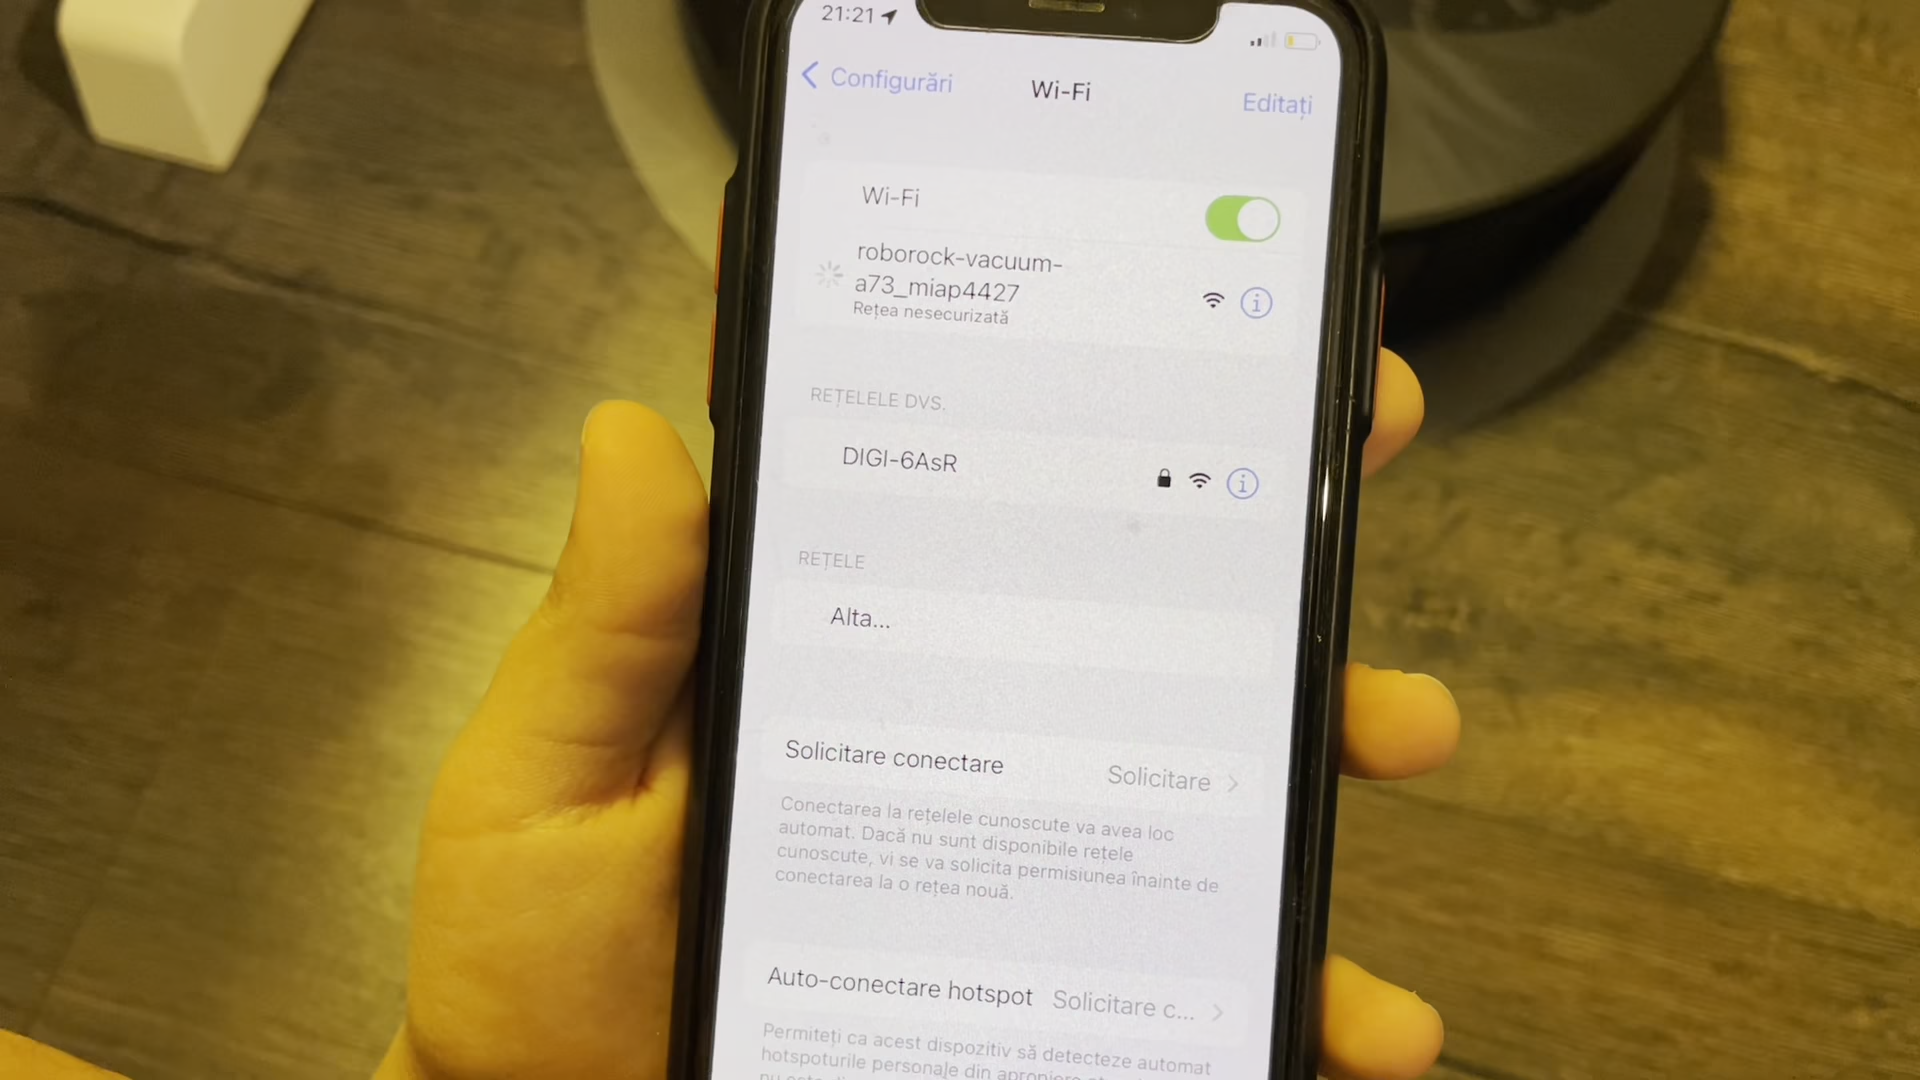 21:21
Configurări
Wi-Fi
Editați
Wi-Fi
roborock-vacuum-
a73_miap4427
Rețea nesecurizată
REȚELELE DVS.
DIGI-6AsR
REȚELE
Alta...
Solicitare conectare
Solicitare
Conectarea la rețelele cunoscute va avea loc
automat. Dacă nu sunt disponibile rețele
cunoscute, vi se va solicita permisiunea înainte de
conectarea la o rețea nouă.
Auto-conectare hotspot
Solicitare c...
Permiteți ca acest dispozitiv să detecteze automat
hotspoturile personale din apropiere